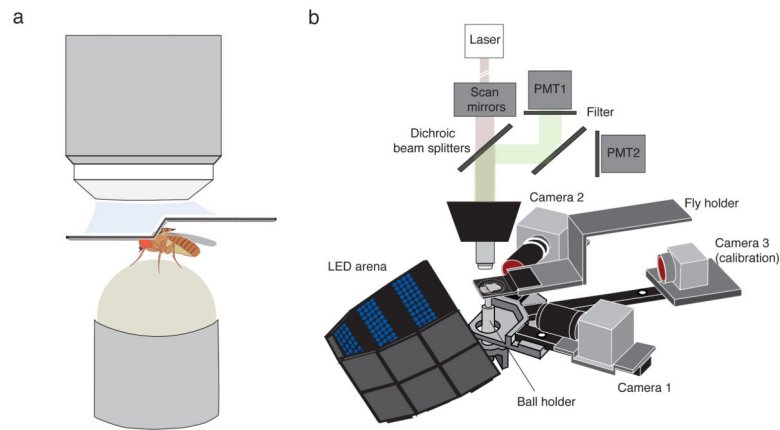 a
b
Laser
Scan
mirrors
PMT1
Filter
Dichroic
beam splitters
PMT2
Camera 2
Fly holder
Camera 3
(calibration)
LED arena
Camera 1
Ball holder